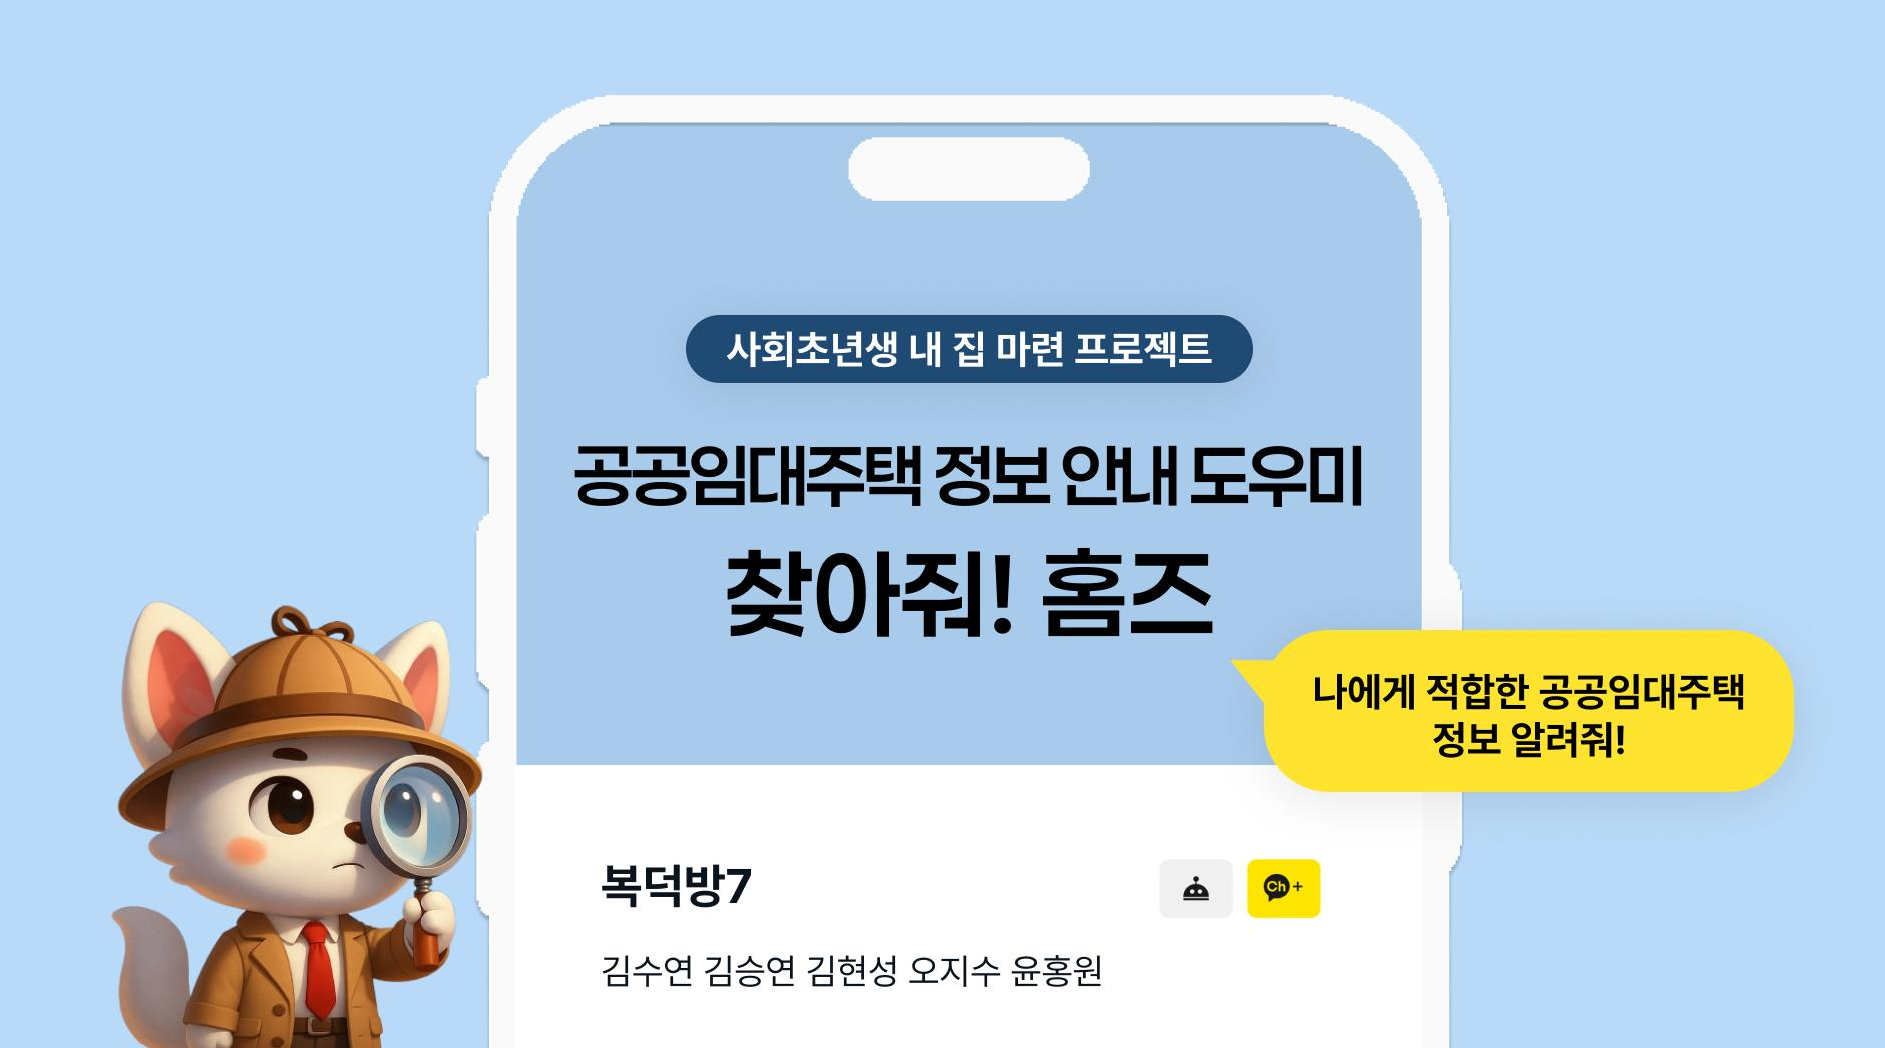 사회초년생 내 집 마련 프로젝트
공공임대주택 정보 안내 도우미
찾아줘! 홈즈
나에게 적합한 공공임대주택
정보 알려줘!
복덕방7
Ch+
김수연 김승연 김현성 오지수 윤홍원